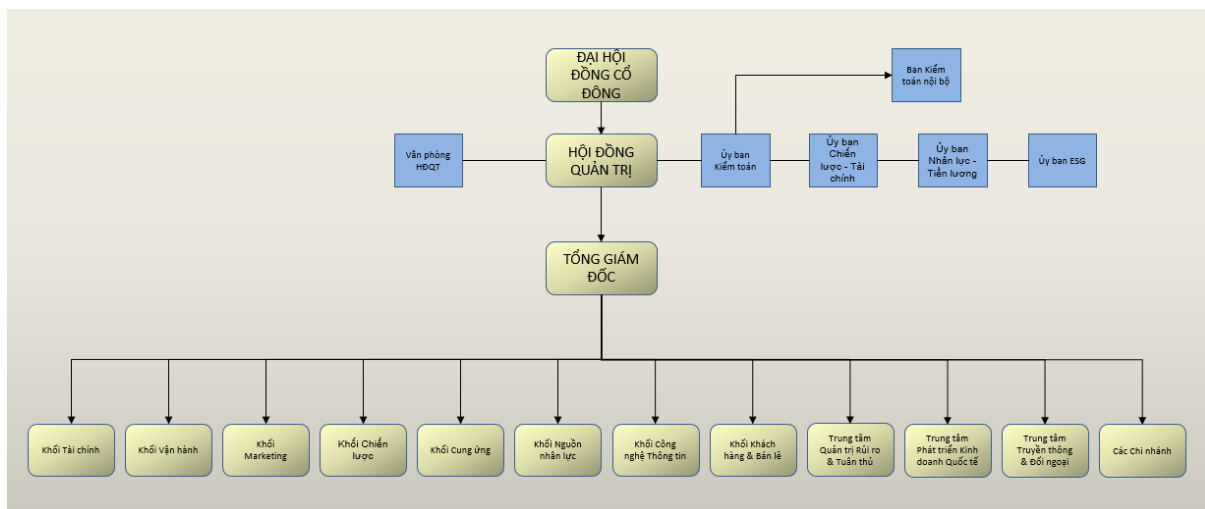 ĐẠI HỘI
ĐỒNG CỔ
ĐÔNG
Ban Kiểm
toán nội bộ
Văn phòng
HĐQT
HỘI ĐỒNG
QUẢN TRỊ
Ủy ban
Kiểm toán
Ủy ban
Chiến
lược - Tài
chính
Ủy ban
Nhân lực -
Tiền lương
Ủy ban ESG
TỔNG GIÁM
ĐỐC
Khối Tài chính
Khối Vận hành
Khối
Marketing
Khối Chiến
lược
Khối Cung ứng
Khối Nguồn
nhân lực
Khối Công
nghệ Thông tin
Khối Khách
hàng & Bán lẻ
Trung tâm
Quản trị Rủi ro
& Tuân thủ
Trung tâm
Phát triển Kinh
doanh Quốc tế
Trung tâm
Truyền thông
& Đối ngoại
Các Chi nhánh